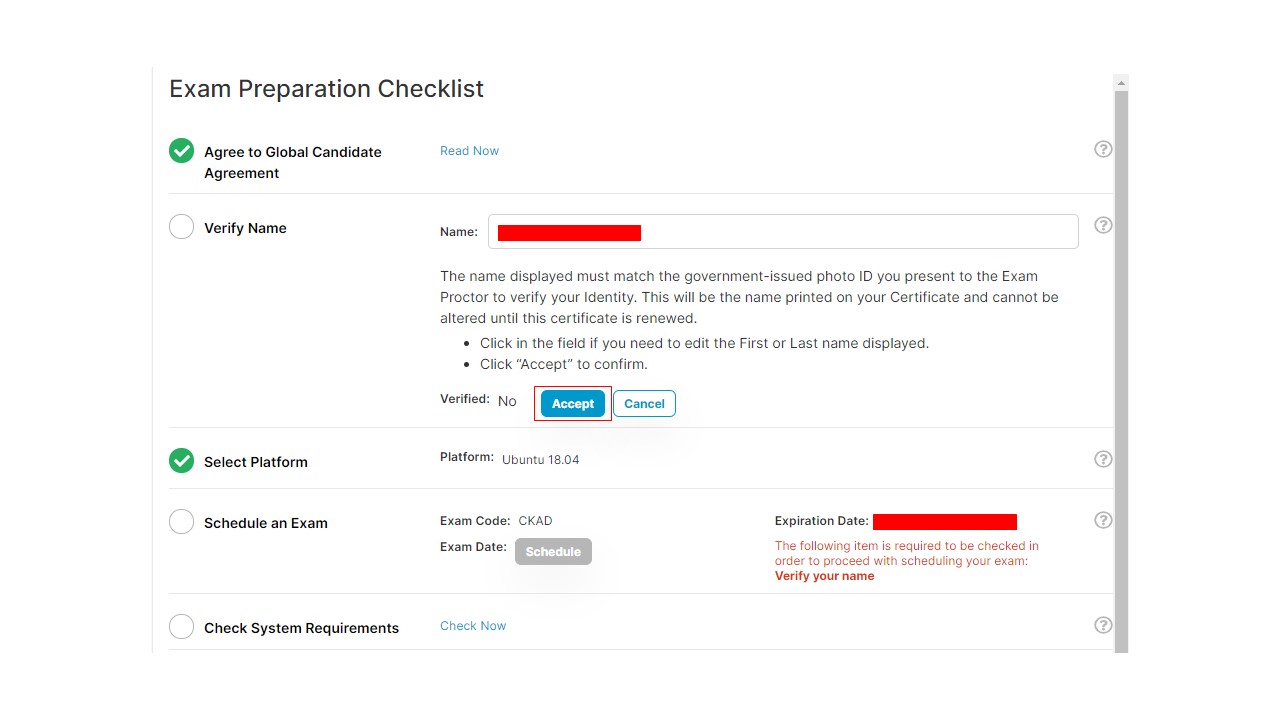 Exam Preparation Checklist
Agree to Global Candidate
Agreement
Read Now
Verify Name
Name:
The name displayed must match the government-issued photo ID you present to the Exam
Proctor to verify your Identity. This will be the name printed on your Certificate and cannot be
altered until this certificate is renewed.
Click in the field if you need to edit the First or Last name displayed.
Click “Accept” to confirm.
Verified: No Accept Cancel
Select Platform
Platform: Ubuntu 18.04
Schedule an Exam
Exam Code: CKAD
Exam Date: Schedule
Expiration Date:
The following item is required to be checked in
order to proceed with scheduling your exam:
Verify your name
Check System Requirements
Check Now